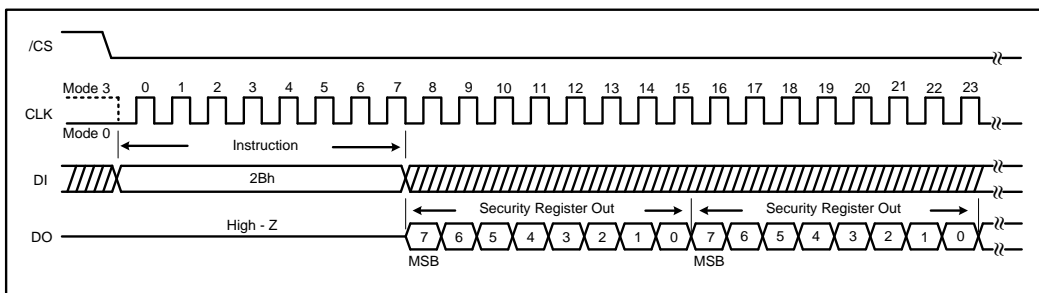 /CS
Mode 3 0 1 2 3 4 5 6 7 8 9 10 11 12 13 14 15 16 17 18 19 20 21 22 23
CLK
Mode 0
Instruction
DI 2Bh
Security Register Out Security Register Out
DO High - Z 7 6 5 4 3 2 1 0 7 6 5 4 3 2 1 0
MSB MSB